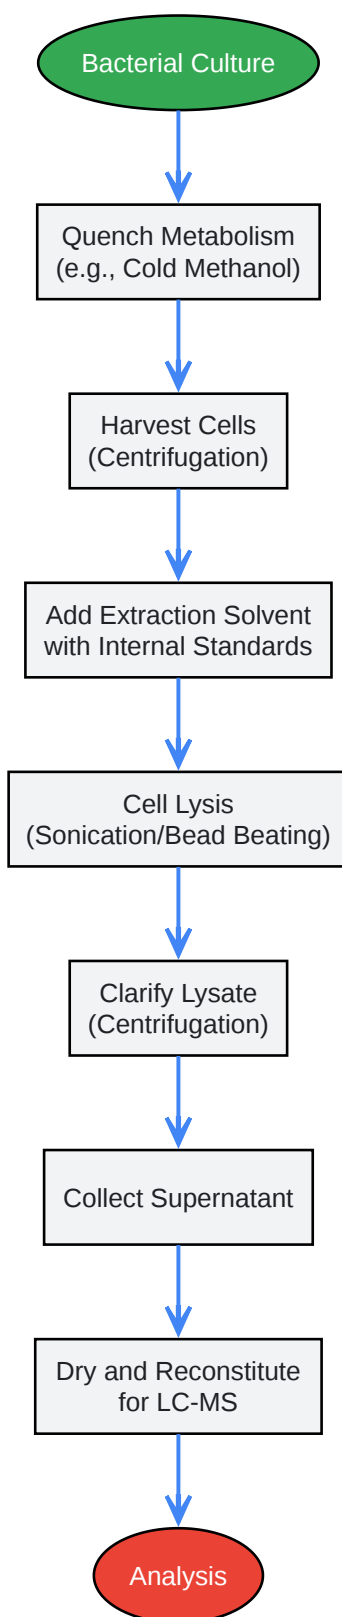 Bacterial Culture
Quench Metabolism
(e.g., Cold Methanol)
Harvest Cells
(Centrifugation)
Add Extraction Solvent
with Internal Standards
Cell Lysis
(Sonication/Bead Beating)
Clarify Lysate
(Centrifugation)
Collect Supernatant
Dry and Reconstitute
for LC-MS
Analysis